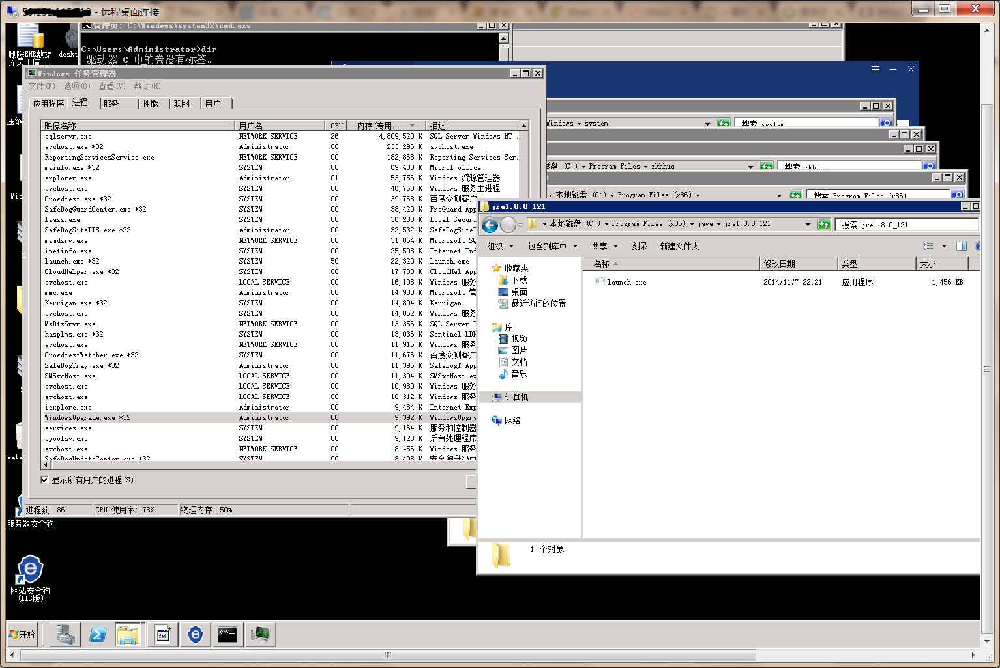 - 远程桌面连接
管理员: C:\Windows\system32\cmd.exe
C:\Users\Administrator>dir
驱动器 C 中的卷没有标签。
删除EHR数据
库员工信...
deskt
压缩
Mic
safe
服务器安全狗
网站安全狗
(IIS版)
Windows 任务管理器
文件(F) 选项(O) 查看(V) 帮助(H)
应用程序 进程 服务 性能 联网 用户
映像名称 用户名 CPU 内存(专用... 描述
sqlservr.exe NETWORK SERVICE 26 4,809,520 K SQL Server Windows NT .
svchost.exe *32 Administrator 00 233,296 K svchost.exe
ReportingServicesService.exe NETWORK SERVICE 00 182,868 K Reporting Services Ser.
msinfo.exe *32 SYSTEM 00 69,400 K Microl office
explorer.exe Administrator 01 53,756 K Windows 资源管理器
svchost.exe SYSTEM 00 46,768 K Windows 服务主进程
Crowdtest.exe *32 SYSTEM 00 39,768 K 百度众测客户端
SafeDogGuardCenter.exe *32 SYSTEM 00 38,420 K ProGuard App
lsass.exe SYSTEM 00 36,288 K Local Securi
SafeDogSiteIIS.exe *32 Administrator 00 32,532 K SafeDogSiteI
msmdsrv.exe NETWORK SERVICE 00 31,864 K Microsoft SQ
inetinfo.exe SYSTEM 00 25,508 K Internet Inf
launch.exe *32 SYSTEM 50 22,320 K launch.exe
CloudHelper.exe *32 SYSTEM 00 17,700 K CloudHel App
svchost.exe LOCAL SERVICE 00 16,108 K Windows 服务
mmc.exe Administrator 00 14,980 K Microsoft 管
Kerrigan.exe *32 SYSTEM 00 14,804 K Kerrigan
svchost.exe SYSTEM 00 14,052 K Windows 服务
MsDtsSrvr.exe NETWORK SERVICE 00 13,356 K SQL Server I
hasplms.exe *32 SYSTEM 00 13,036 K Sentinel LDK
svchost.exe NETWORK SERVICE 00 11,916 K Windows 服务
CrowdtestWatcher.exe *32 SYSTEM 00 11,676 K 百度众测客户
SafeDogTray.exe *32 Administrator 00 11,396 K SafeDogT App
SMSvcHost.exe LOCAL SERVICE 00 11,304 K SMSvcHost.ex
svchost.exe LOCAL SERVICE 00 10,980 K Windows 服务
svchost.exe LOCAL SERVICE 00 10,312 K Windows 服务
iexplore.exe Administrator 00 9,484 K Internet Exp
WindowsUpgrade.exe *32 Administrator 00 9,392 K WindowsUpgra
services.exe SYSTEM 00 9,164 K 服务和控制器
spoolsv.exe SYSTEM 00 9,128 K 后台处理程序
svchost.exe NETWORK SERVICE 00 8,456 K Windows 服务
SafeDogUpdateCenter.exe *32 SYSTEM 00 8,408 K 安全狗升级中
显示所有用户的进程(S)
进程数: 86 CPU 使用率: 78% 物理内存: 50%
Windows ▾ system 搜索 system
磁盘 (C:) ▾ Program Files ▾ zkhhug 搜索 zkhhug
本地磁盘 (C:) ▾ Program Files (x86) ▾ 搜索 Program Files (x86)
jre1.8.0_121
本地磁盘 (C:) ▾ Program Files (x86) ▾ java ▾ jre1.8.0_121 搜索 jre1.8.0_121
组织 包含到库中 共享 刻录 新建文件夹
收藏夹
下载
桌面
最近访问的位置
库
视频
图片
文档
音乐
计算机
网络
名称 修改日期 类型 大小
launch.exe 2014/11/7 22:21 应用程序 1,456 KB
1 个对象
开始